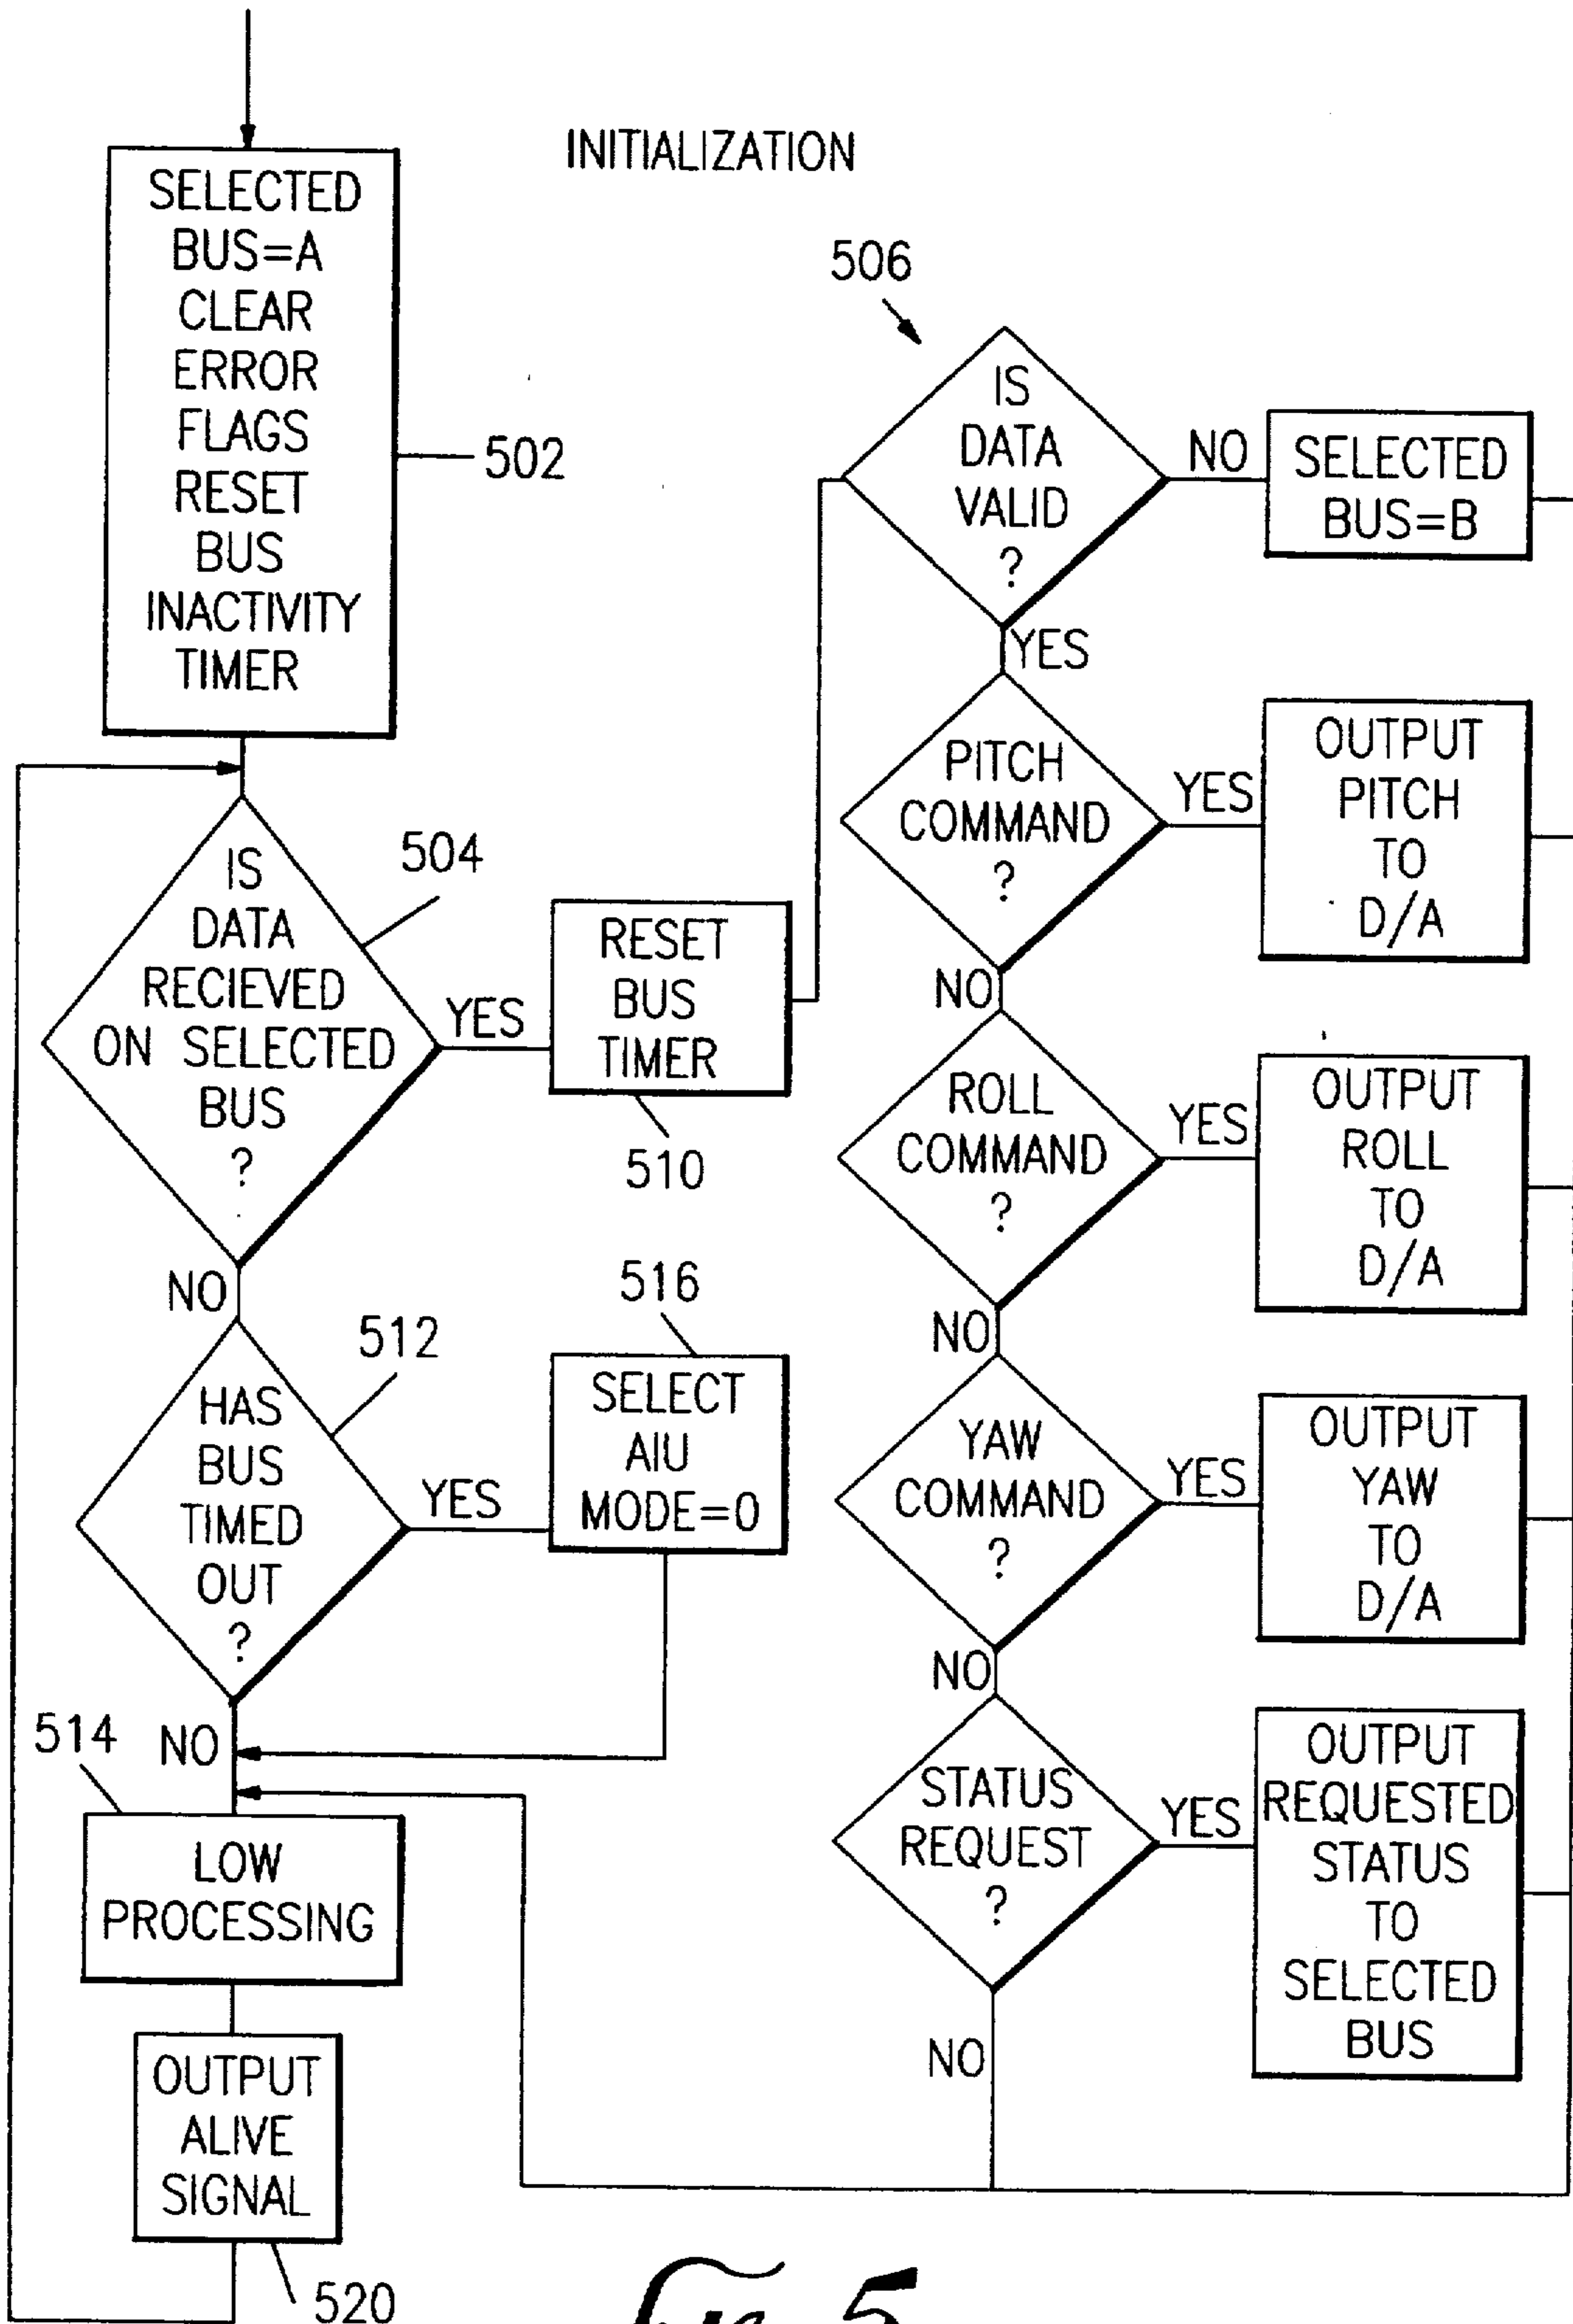 INITIALIZATION
SELECTED
BUS=A
CLEAR
ERROR
FLAGS
RESET
BUS
INACTIVITY
TIMER
502
IS
DATA
RECIEVED
ON SELECTED
BUS
?
504
YES
NO
RESET
BUS
TIMER
510
HAS
BUS
TIMED
OUT
?
512
YES
NO
SELECT
AIU
MODE=0
516
514
LOW
PROCESSING
OUTPUT
ALIVE
SIGNAL
520
506
IS
DATA
VALID
?
NO
YES
SELECTED
BUS=B
PITCH
COMMAND
?
YES
NO
OUTPUT
PITCH
TO
D/A
ROLL
COMMAND
?
YES
NO
OUTPUT
ROLL
TO
D/A
YAW
COMMAND
?
YES
NO
OUTPUT
YAW
TO
D/A
STATUS
REQUEST
?
YES
NO
OUTPUT
REQUESTED
STATUS
TO
SELECTED
BUS
5